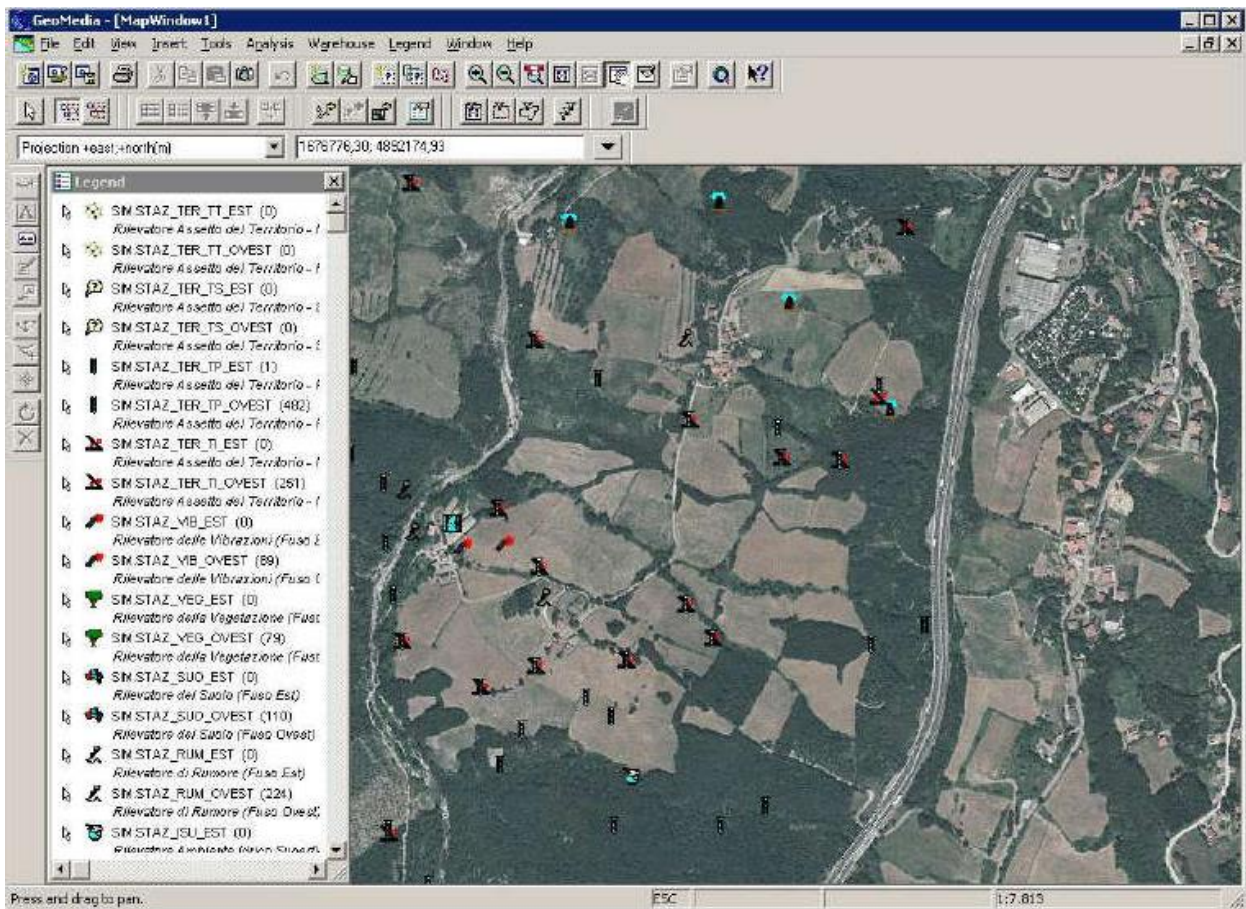 GeoMedia - [MapWindow1]
File Edit View Insert Tools Analysis Warehouse Legend Window Help
Projection +east;+north(m)
1676776,30; 4892174,93
Legend
SIM.STAZ_TER_TT_EST (0)
Rilevatore Assetto del Territorio -
SIM.STAZ_TER_TT_OVEST (0)
Rilevatore Assetto del Territorio -
SIM.STAZ_TER_TS_EST (0)
Rilevatore Assetto del Territorio -
SIM.STAZ_TER_TS_OVEST (0)
Rilevatore Assetto del Territorio -
SIM.STAZ_TER_TP_EST (1)
Rilevatore Assetto del Territorio -
SIM.STAZ_TER_TP_OVEST (482)
Rilevatore Assetto del Territorio -
SIM.STAZ_TER_TI_EST (0)
Rilevatore Assetto del Territorio -
SIM.STAZ_TER_TI_OVEST (251)
Rilevatore Assetto del Territorio -
SIM.STAZ_VIB_EST (0)
Rilevatore delle Vibrazioni (Fuso
SIM.STAZ_VIB_OVEST (89)
Rilevatore delle Vibrazioni (Fuso
SIM.STAZ_VEG_EST (0)
Rilevatore della Vegetazione (Fusc
SIM.STAZ_VEG_OVEST (79)
Rilevatore della Vegetazione (Fusc
SIM.STAZ_SUO_EST (0)
Rilevatore del Suolo (Fuso Est)
SIM.STAZ_SUO_OVEST (110)
Rilevatore del Suolo (Fuso Ovest)
SIM.STAZ_RUM_EST (0)
Rilevatore di Rumore (Fuso Est)
SIM.STAZ_RUM_OVEST (224)
Rilevatore di Rumore (Fuso Ovest)
SIM.STAZ_ISU_EST (0)
Rilevatore Ambiente Idrico Superf)
Press and drag to pan.
ESC
1:7.813